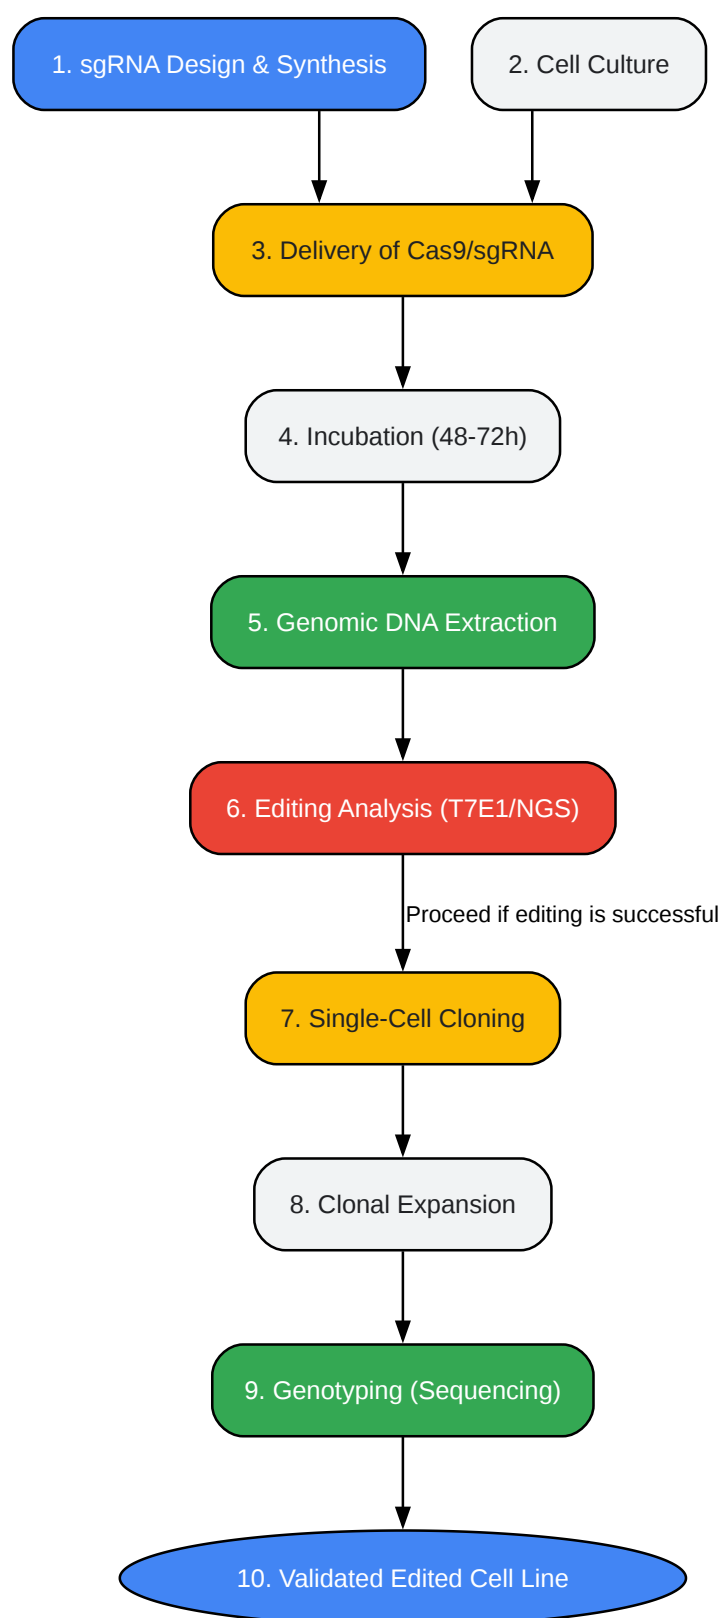 1. sgRNA Design & Synthesis
2. Cell Culture
3. Delivery of Cas9/sgRNA
4. Incubation (48-72h)
5. Genomic DNA Extraction
6. Editing Analysis (T7E1/NGS)
Proceed if editing is successful
7. Single-Cell Cloning
8. Clonal Expansion
9. Genotyping (Sequencing)
10. Validated Edited Cell Line